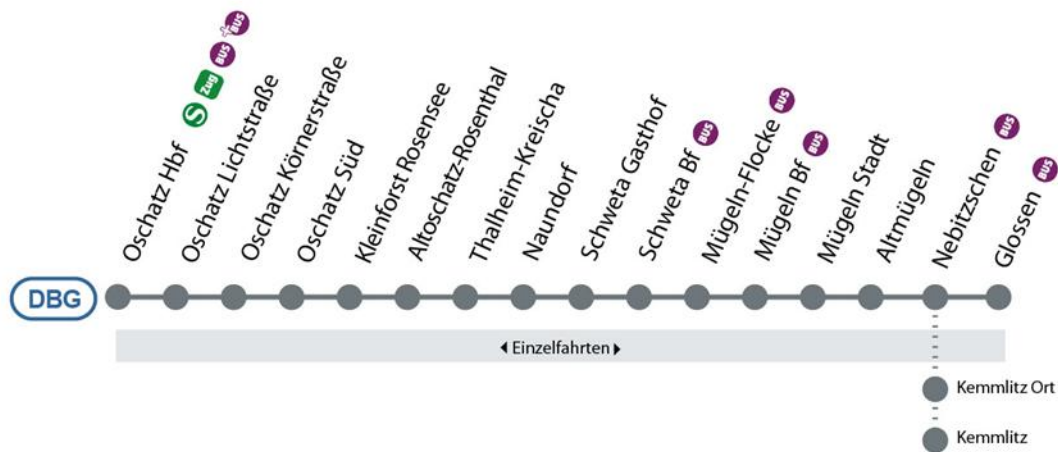 Oschatz Hbf S Zug BUS +BUS
Oschatz Lichtstraße
Oschatz Körnerstraße
Oschatz Süd
Kleinforst Rosensee
Altoschatz-Rosenthal
Thalheim-Kreischa
Naundorf
Schweta Gasthof
Schweta Bf BUS
Mügeln-Flocke BUS
Mügeln Bf BUS
Mügeln Stadt
Altmügeln
Nebitzschen BUS
Glossen BUS
DBG
Einzelfahrten
Kemmlitz Ort
Kemmlitz